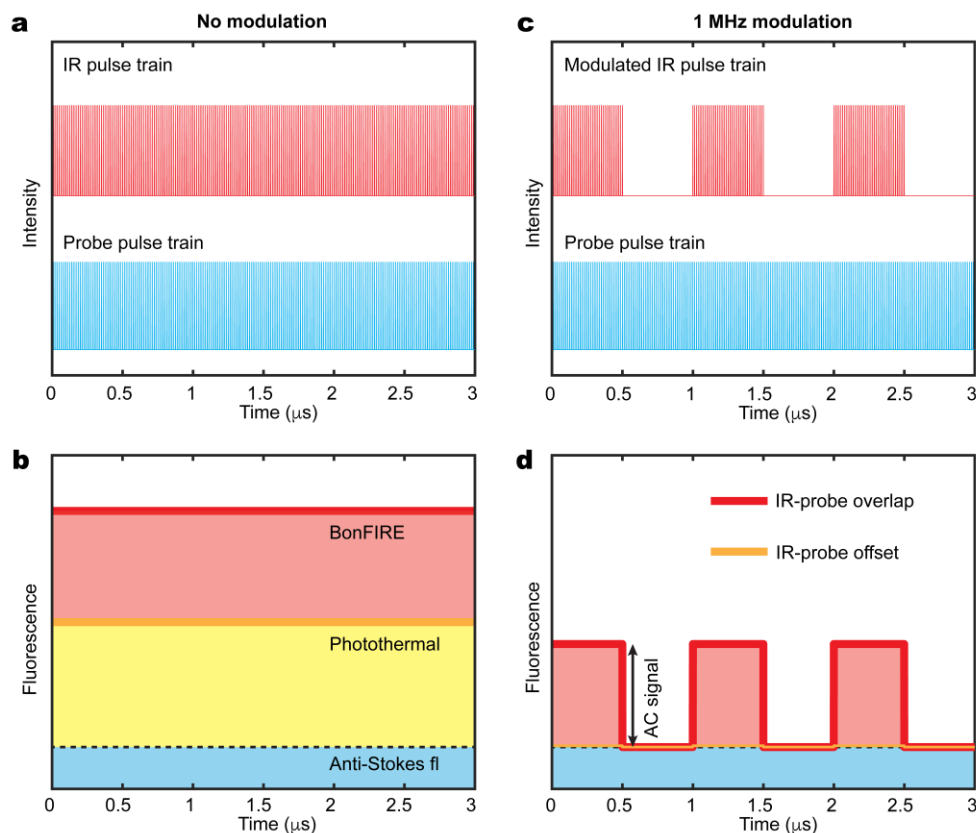 a
No modulation
IR pulse train
Probe pulse train
Intensity
0 0.5 1 1.5 2 2.5 3
Time (μs)
c
1 MHz modulation
Modulated IR pulse train
Probe pulse train
Intensity
0 0.5 1 1.5 2 2.5 3
Time (μs)
b
BonFIRE
Photothermal
Anti-Stokes fl
Fluorescence
0 0.5 1 1.5 2 2.5 3
Time (μs)
d
IR-probe overlap
IR-probe offset
AC signal
Fluorescence
0 0.5 1 1.5 2 2.5 3
Time (μs)